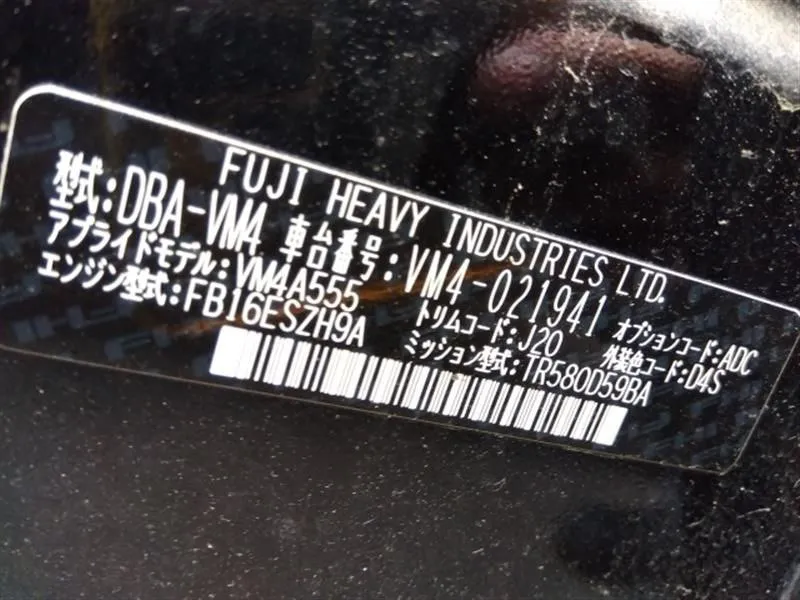 FUJI HEAVY INDUSTRIES LTD.
型式:DBA-VM4 車台番号:VM4-021941
アプライドモデル:VM4A555 トリムコード:J20 オプションコード:ADC
エンジン型式:FB16ESZH9A ミッション型式:TR580D59BA 外装色コード:D4S